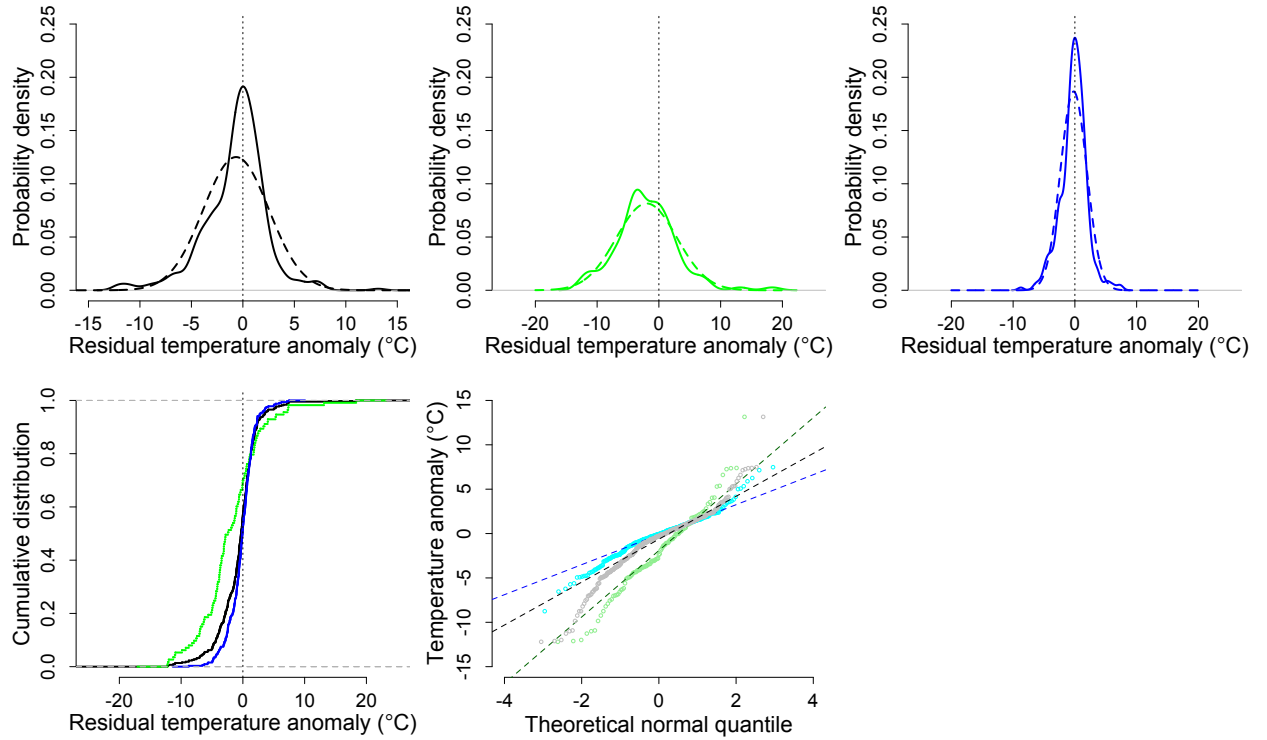 0.00 0.05 0.10 0.15 0.20 0.25
Probability density
-15 -10 -5 0 5 10 15
Residual temperature anomaly (°C)
0.00 0.05 0.10 0.15 0.20 0.25
Probability density
-20 -10 0 10 20
Residual temperature anomaly (°C)
0.00 0.05 0.10 0.15 0.20 0.25
Probability density
-20 -10 0 10 20
Residual temperature anomaly (°C)
0.0 0.2 0.4 0.6 0.8 1.0
Cumulative distribution
-20 -10 0 10 20
Residual temperature anomaly (°C)
-15 -10 -5 0 5 10 15
Temperature anomaly (°C)
-4 -2 0 2 4
Theoretical normal quantile